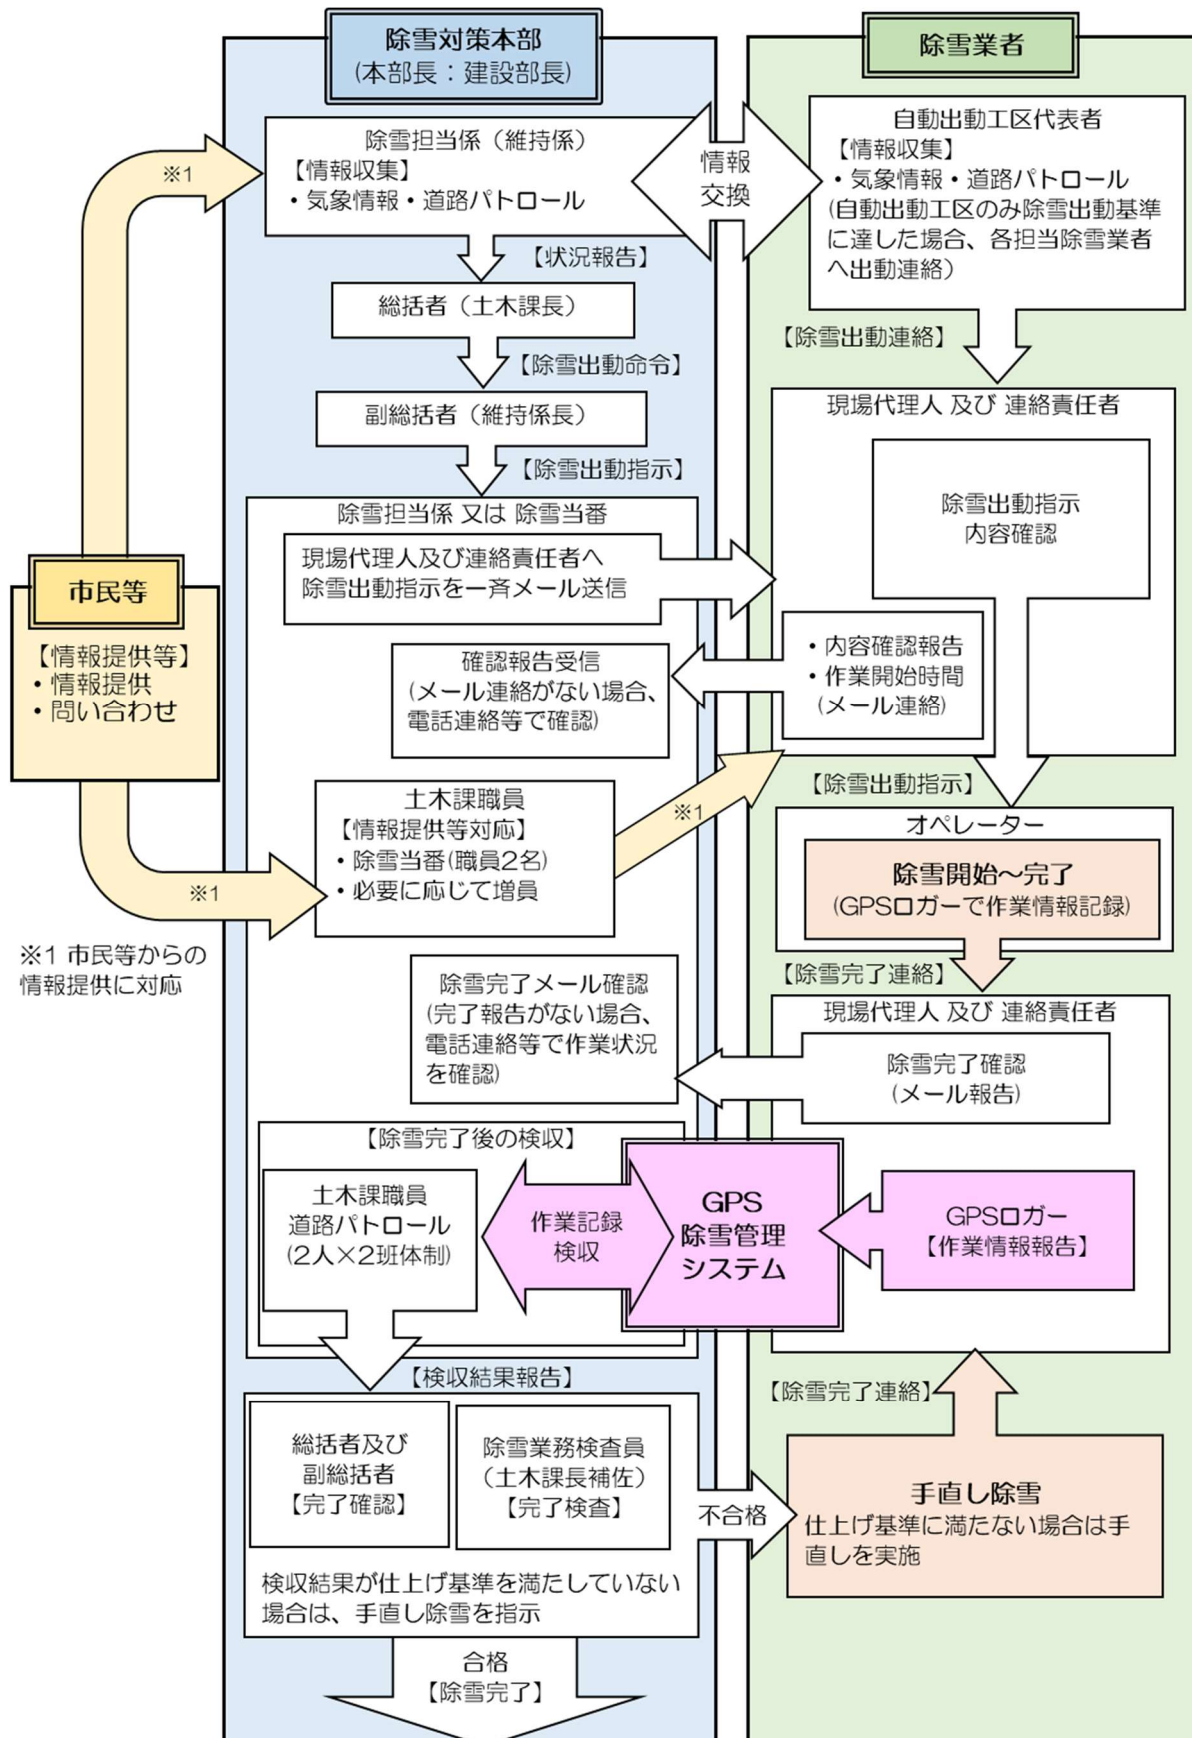 除雪対策本部
(本部長：建設部長)
除雪業者
除雪担当係（維持係）
【情報収集】
・気象情報・道路パトロール
情報
交換
自動出動工区代表者
【情報収集】
・気象情報・道路パトロール
(自動出動工区のみ除雪出動基準
に達した場合、各担当除雪業者
へ出動連絡）
※1
【状況報告】
総括者（土木課長）
【除雪出動命令】
副総括者（維持係長）
【除雪出動指示】
【除雪出動連絡】
現場代理人 及び 連絡責任者
除雪出動指示
内容確認
除雪担当係 又は 除雪当番
現場代理人及び連絡責任者へ
除雪出動指示を一斉メール送信
・内容確認報告
・作業開始時間
(メール連絡)
確認報告受信
(メール連絡がない場合、
電話連絡等で確認)
市民等
【情報提供等】
・情報提供
・問い合わせ
土木課職員
【情報提供等対応】
・除雪当番(職員2名)
・必要に応じて増員
※1
※1
※1 市民等からの
情報提供に対応
【除雪出動指示】
オペレーター
除雪開始～完了
(GPSロガーで作業情報記録)
【除雪完了連絡】
現場代理人 及び 連絡責任者
除雪完了確認
(メール報告)
除雪完了メール確認
(完了報告がない場合、
電話連絡等で作業状況
を確認)
【除雪完了後の検収】
土木課職員
道路パトロール
(2人×2班体制)
作業記録
検収
GPS
除雪管理
システム
GPSロガー
【作業情報報告】
【検収結果報告】
総括者及び
副総括者
【完了確認】
除雪業務検査員
（土木課長補佐）
【完了検査】
検収結果が仕上げ基準を満たしていない
場合は、手直し除雪を指示
不合格
【除雪完了連絡】
手直し除雪
仕上げ基準に満たない場合は手
直しを実施
合格
【除雪完了】